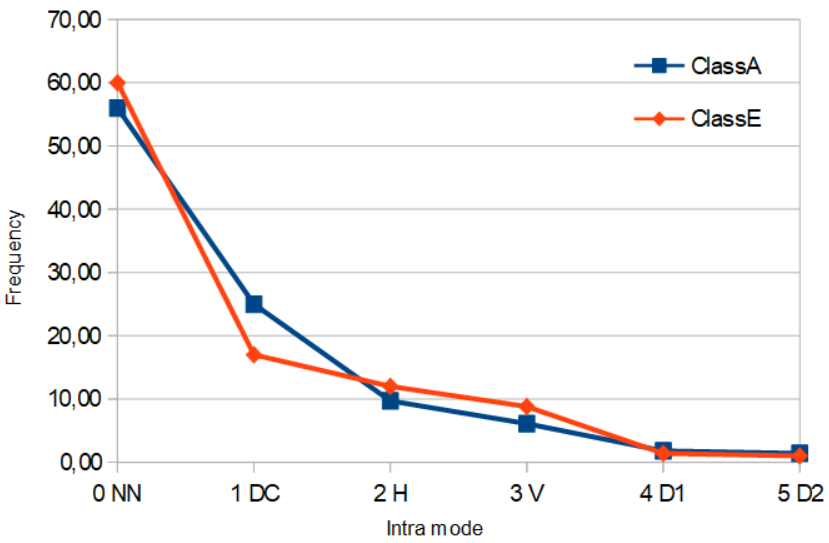 70,00
60,00
50,00
40,00
30,00
20,00
10,00
0,00
Frequency
ClassA
ClassE
0 NN 1 DC 2 H 3 V 4 D1 5 D2
Intra mode